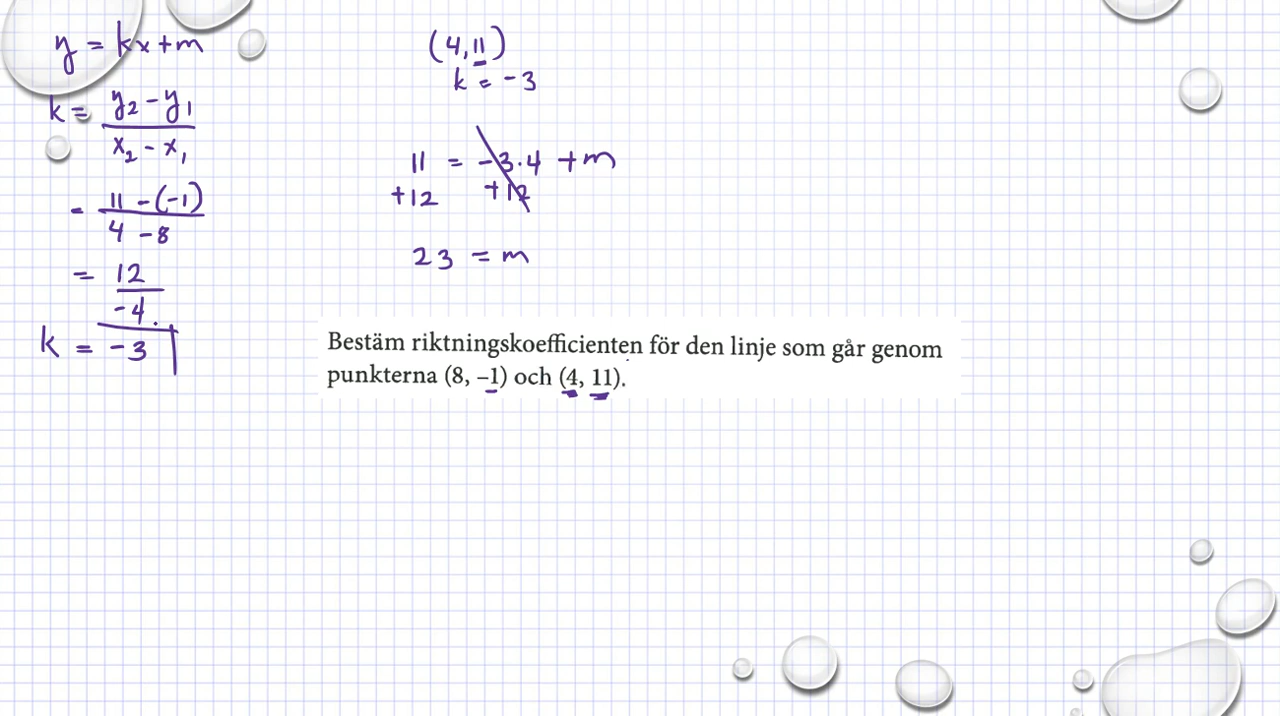 y = kx + m
k = y₂ - y₁
x₂ - x₁
= 11 - (-1)
4 - 8
= 12
-4
k = -3
(4, 11)
k = -3
11 = -3·4 + m
+12 +12
23 = m
Bestäm riktningskoefficienten för den linje som går genom
punkterna (8, –1) och (4, 11).